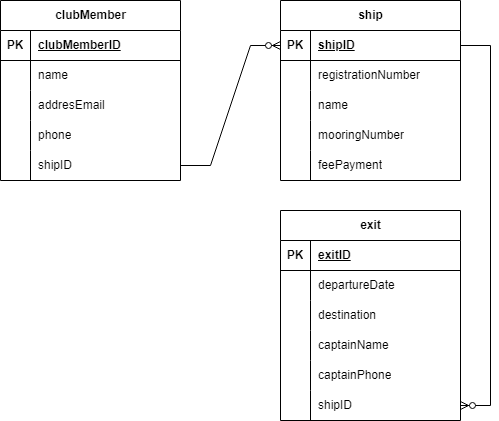 clubMember
PK clubMemberID
name
addresEmail
phone
shipID
ship
PK shipID
registrationNumber
name
mooringNumber
feePayment
exit
PK exitID
departureDate
destination
captainName
captainPhone
shipID